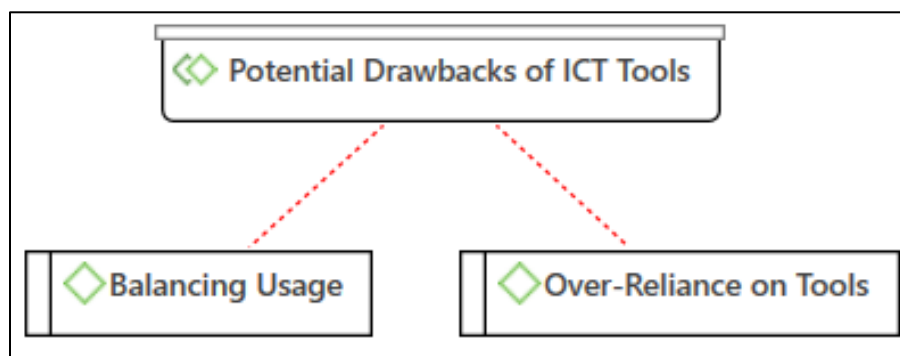 Potential Drawbacks of ICT Tools
Balancing Usage
Over-Reliance on Tools